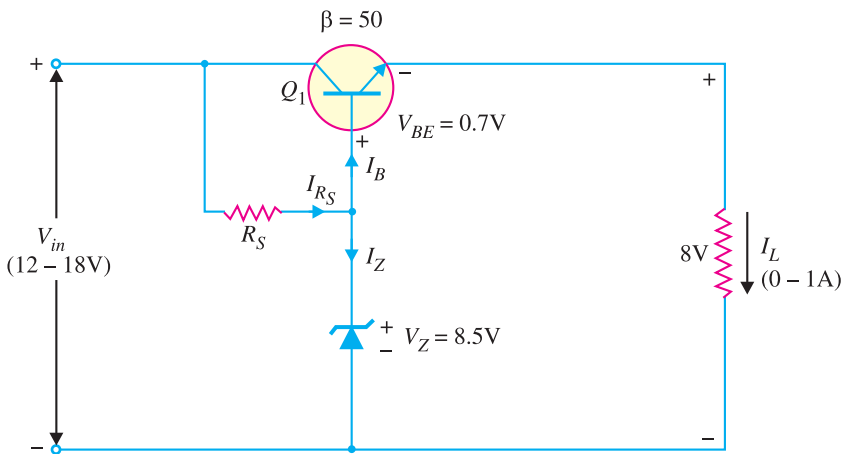 β = 50
+
Q1
−
+
VBE = 0.7V
+
IB
IRS
RS
Vin
(12 – 18V)
IZ
8V
IL
(0 – 1A)
+
−
VZ = 8.5V
−
−